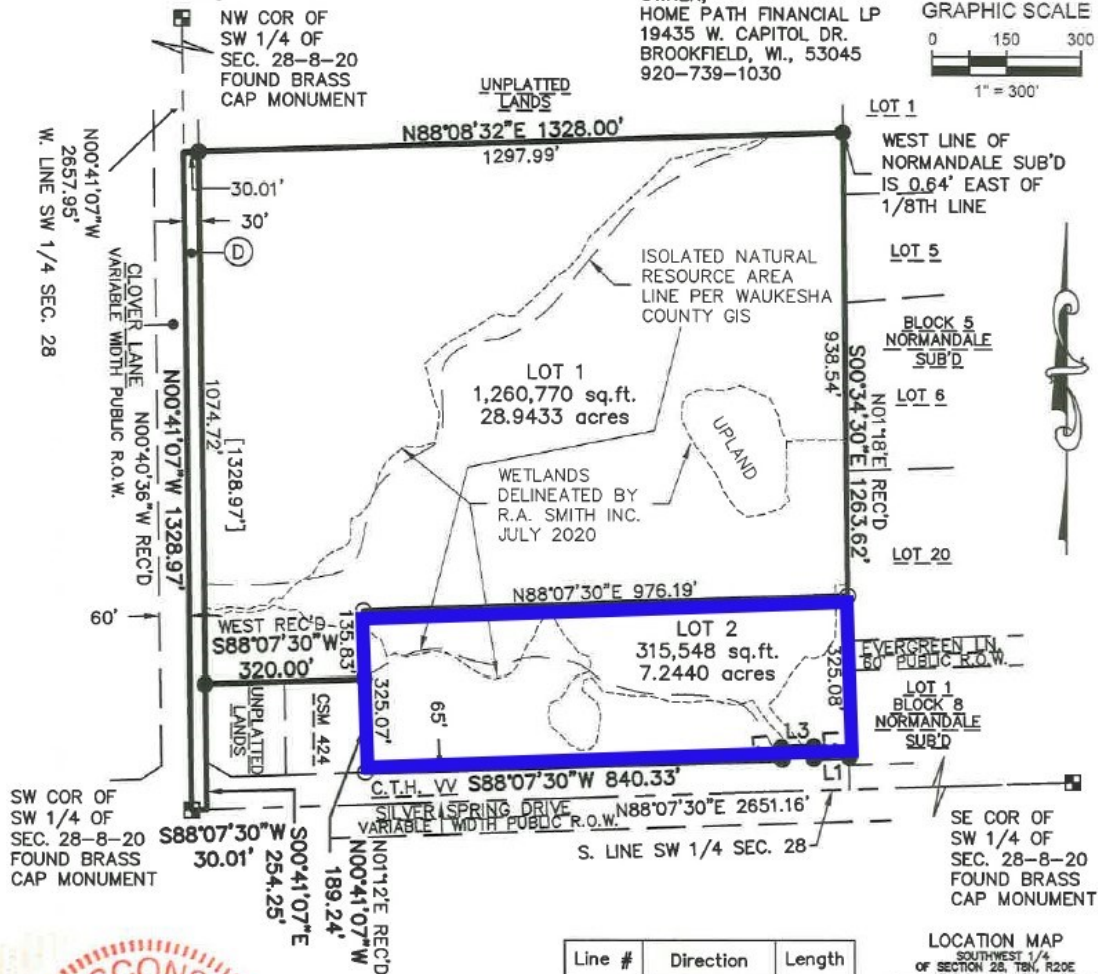 OWNER;
HOME PATH FINANCIAL LP
19435 W. CAPITOL DR.
BROOKFIELD, WI., 53045
920-739-1030
GRAPHIC SCALE
0 150 300
1" = 300'
NW COR OF
SW 1/4 OF
SEC. 28-8-20
FOUND BRASS
CAP MONUMENT
UNPLATTED
LANDS
N88°08'32"E 1328.00'
1297.99'
LOT 1
WEST LINE OF
NORMANDALE SUB'D
IS 0.64' EAST OF
1/8TH LINE
N00°41'07"W
2657.95'
W. LINE SW 1/4 SEC. 28
30.01'
30'
D
CLOVER LANE
VARIABLE WIDTH PUBLIC R.O.W.
N00°41'07"W 1328.97'
N00°40'36"W REC'D
1074.72'
[1328.97']
ISOLATED NATURAL
RESOURCE AREA
LINE PER WAUKESHA
COUNTY GIS
LOT 1
1,260,770 sq.ft.
28.9433 acres
UPLAND
WETLANDS
DELINEATED BY
R.A. SMITH INC.
JULY 2020
938.54'
S00°34'30"E 1263.62'
N01°18'E REC'D
LOT 5
BLOCK 5
NORMANDALE
SUB'D
LOT 6
LOT 20
60'
WEST REC'D
S88°07'30"W
320.00'
135.83'
N88°07'30"E 976.19'
LOT 2
315,548 sq.ft.
7.2440 acres
325.07'
65'
325.08'
EVERGREEN LN.
60' PUBLIC R.O.W.
LOT 1
BLOCK 8
NORMANDALE
SUB'D
UNPLATTED
LANDS
CSM 424
L3
L1
C.T.H. VV S88°07'30"W 840.33'
SILVER SPRING DRIVE N88°07'30"E 2651.16'
VARIABLE WIDTH PUBLIC R.O.W.
S. LINE SW 1/4 SEC. 28
SW COR OF
SW 1/4 OF
SEC. 28-8-20
FOUND BRASS
CAP MONUMENT
S88°07'30"W
30.01'
S00°41'07"E
254.25'
N01°12'E REC'D
N00°41'07"W
189.24'
SE COR OF
SW 1/4 OF
SEC. 28-8-20
FOUND BRASS
CAP MONUMENT
Line # Direction Length
LOCATION MAP
SOUTHWEST 1/4
OF SECTION 28, T8N, R20E